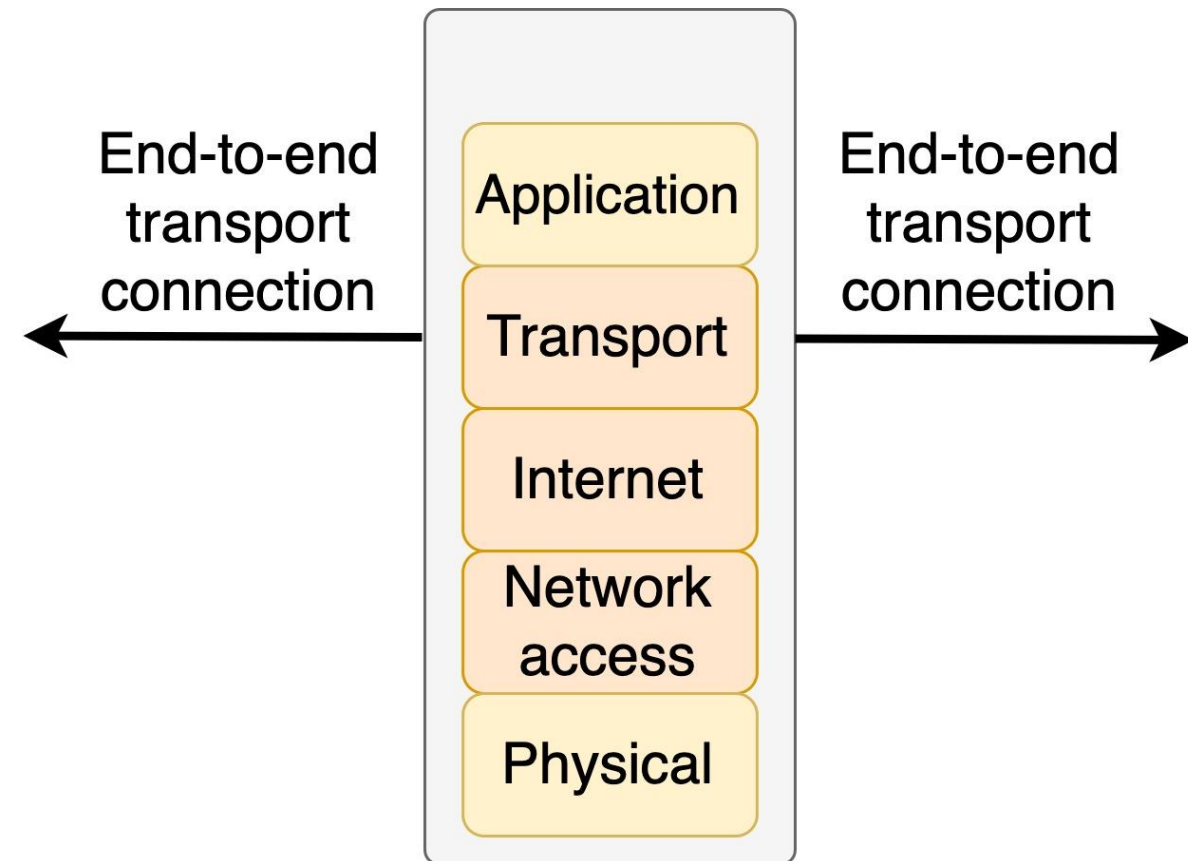 End-to-end
transport
connection
Application
Transport
Internet
Network
access
Physical
End-to-end
transport
connection